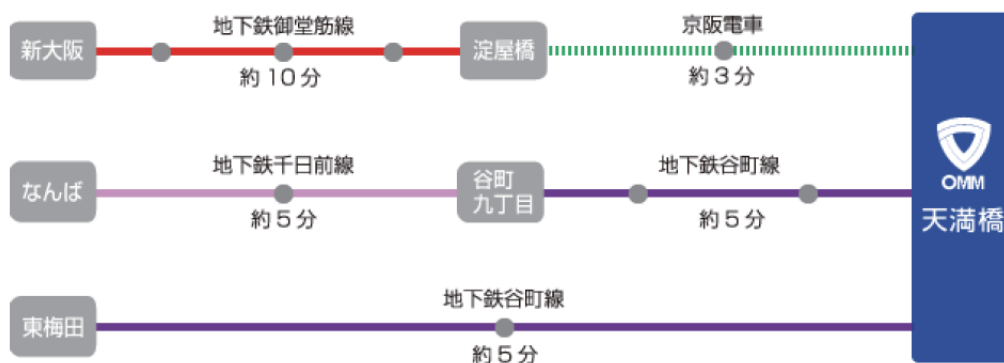 地下鉄御堂筋線
京阪電車
新大阪
淀屋橋
約10分
約3分
地下鉄千日前線
地下鉄谷町線
なんば
谷町
九丁目
約5分
約5分
OMM
天満橋
地下鉄谷町線
東梅田
約5分